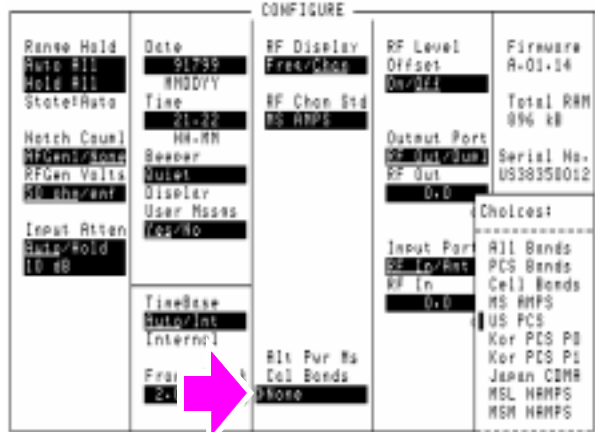 CONFIGURE
Range Hold
Auto All
Hold All
State:Auto
Notch Coupl
AFGen1/None
RFGen Volts
50 ohm/emf
Input Atten
Auto/Hold
10 dB
Date
91799
MMDDYY
Time
21.22
HH.MM
Beeper
Quiet
Display
User Mssgs
Yes/No
TimeBase
Auto/Int
Internal
2.
RF Display
Freq/Chan
RF Chan Std
MS AMPS
Alt Pwr Ms
Cal Bands
None
RF Level
Offset
On/Off
Output Port
RF Out/Dupl
RF Out
0.0
Input Port
RF In/Ant
RF In
0.0
Firmware
A.01.14
Total RAM
896 kB
Serial No.
US38350012
Choices:
All Bands
PCS Bands
Cell Bands
MS AMPS
US PCS
Kor PCS P0
Kor PCS P1
Japan CDMA
MSL NAMPS
MSM NAMPS